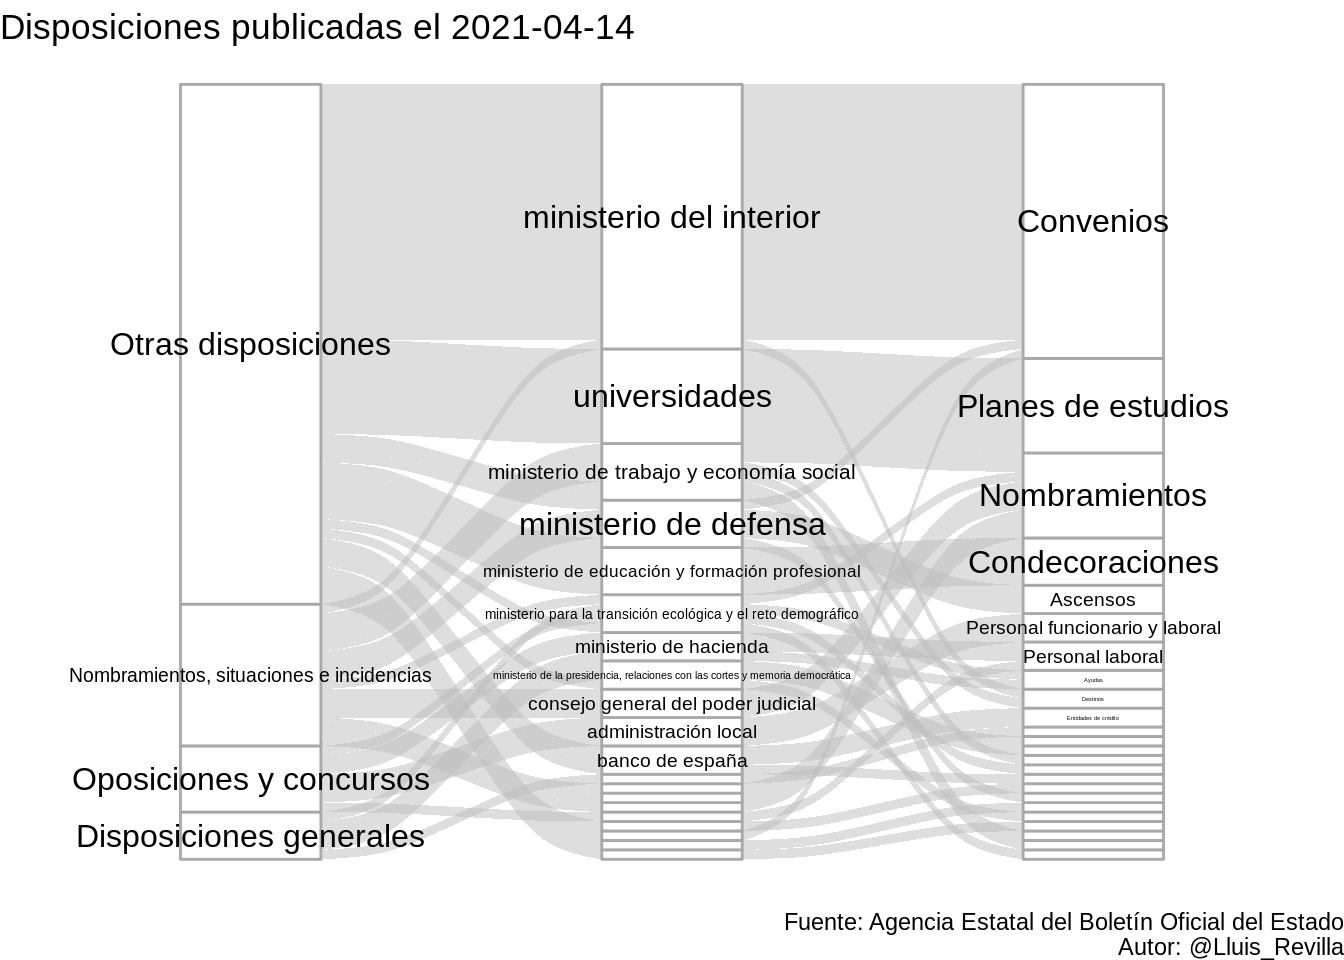 Disposiciones publicadas el 2021-04-14
Otras disposiciones
Nombramientos, situaciones e incidencias
Oposiciones y concursos
Disposiciones generales
ministerio del interior
universidades
ministerio de trabajo y economía social
ministerio de defensa
ministerio de educación y formación profesional
ministerio para la transición ecológica y el reto demográfico
ministerio de hacienda
ministerio de la presidencia, relaciones con las cortes y memoria democrática
consejo general del poder judicial
administración local
banco de españa
Convenios
Planes de estudios
Nombramientos
Condecoraciones
Ascensos
Personal funcionario y laboral
Personal laboral
Ayudas
Destinos
Entidades de crédito
Fuente: Agencia Estatal del Boletín Oficial del Estado
Autor: @Lluis_Revilla